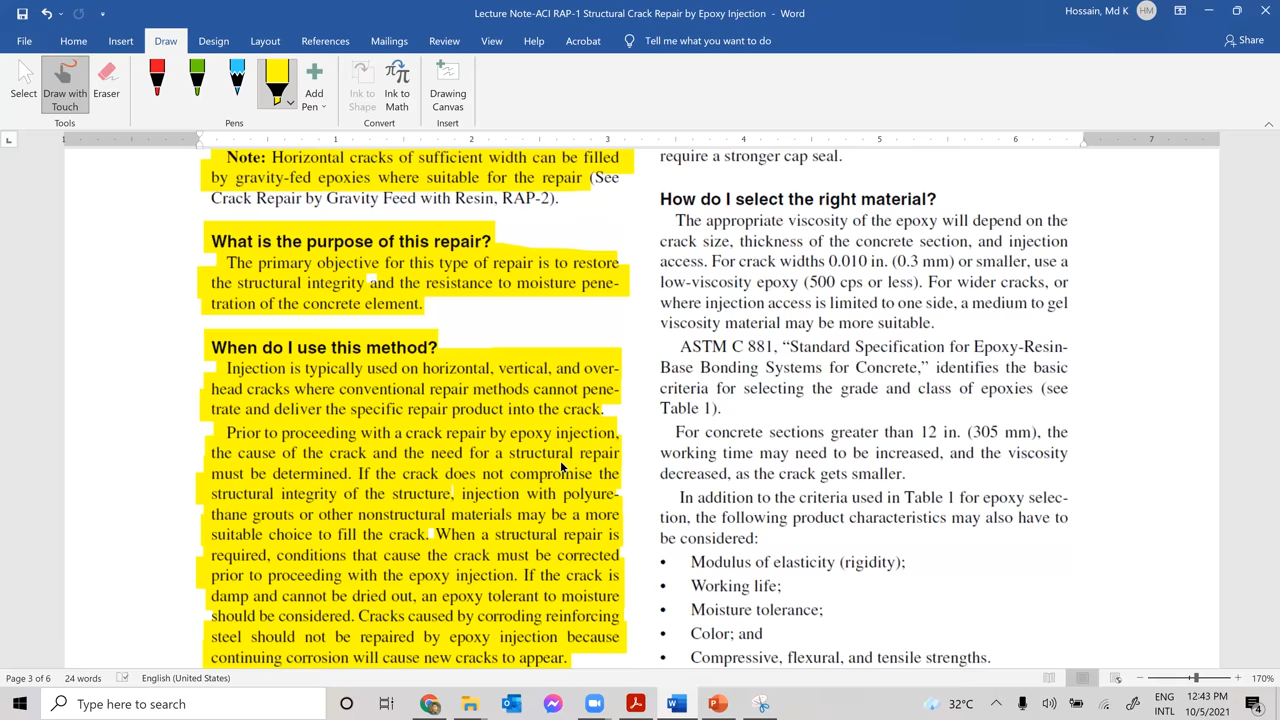 Lecture Note-ACI RAP-1 Structural Crack Repair by Epoxy Injection - Word
Hossain, Md K
HM
File Home Insert Draw Design Layout References Mailings Review View Help Acrobat Tell me what you want to do
Share
Select
Draw with Touch
Eraser
Add Pen
Ink to Shape
Ink to Math
Drawing Canvas
Tools
Pens
Convert
Insert
1 1 2 3 4 5 6 7
Note: Horizontal cracks of sufficient width can be filled
by gravity-fed epoxies where suitable for the repair (See
Crack Repair by Gravity Feed with Resin, RAP-2).
What is the purpose of this repair?
The primary objective for this type of repair is to restore
the structural integrity and the resistance to moisture pene-
tration of the concrete element.
When do I use this method?
Injection is typically used on horizontal, vertical, and over-
head cracks where conventional repair methods cannot pene-
trate and deliver the specific repair product into the crack.
Prior to proceeding with a crack repair by epoxy injection,
the cause of the crack and the need for a structural repair
must be determined. If the crack does not compromise the
structural integrity of the structure, injection with polyure-
thane grouts or other nonstructural materials may be a more
suitable choice to fill the crack. When a structural repair is
required, conditions that cause the crack must be corrected
prior to proceeding with the epoxy injection. If the crack is
damp and cannot be dried out, an epoxy tolerant to moisture
should be considered. Cracks caused by corroding reinforcing
steel should not be repaired by epoxy injection because
continuing corrosion will cause new cracks to appear.
require a stronger cap seal.
How do I select the right material?
The appropriate viscosity of the epoxy will depend on the
crack size, thickness of the concrete section, and injection
access. For crack widths 0.010 in. (0.3 mm) or smaller, use a
low-viscosity epoxy (500 cps or less). For wider cracks, or
where injection access is limited to one side, a medium to gel
viscosity material may be more suitable.
ASTM C 881, “Standard Specification for Epoxy-Resin-
Base Bonding Systems for Concrete,” identifies the basic
criteria for selecting the grade and class of epoxies (see
Table 1).
For concrete sections greater than 12 in. (305 mm), the
working time may need to be increased, and the viscosity
decreased, as the crack gets smaller.
In addition to the criteria used in Table 1 for epoxy selec-
tion, the following product characteristics may also have to
be considered:
• Modulus of elasticity (rigidity);
• Working life;
• Moisture tolerance;
• Color; and
• Compressive, flexural, and tensile strengths.
Page 3 of 6 24 words English (United States) 170%
Type here to search
32°C
ENG
INTL
12:43 PM
10/5/2021
4